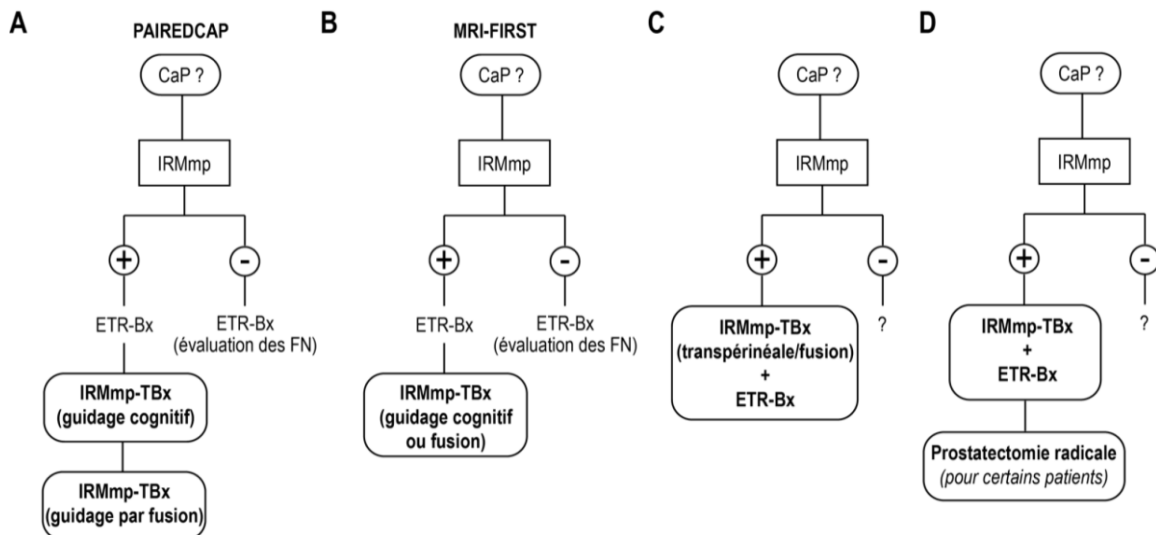 A
PAIREDCAP
CaP ?
IRMmp
+
-
ETR-Bx
ETR-Bx
(évaluation des FN)
IRMmp-TBx
(guidage cognitif)
IRMmp-TBx
(guidage par fusion)
B
MRI-FIRST
CaP ?
IRMmp
+
-
ETR-Bx
ETR-Bx
(évaluation des FN)
IRMmp-TBx
(guidage cognitif
ou fusion)
C
CaP ?
IRMmp
+
-
?
IRMmp-TBx
(transpérinéale/fusion)
+
ETR-Bx
D
CaP ?
IRMmp
+
-
?
IRMmp-TBx
+
ETR-Bx
Prostatectomie radicale
(pour certains patients)